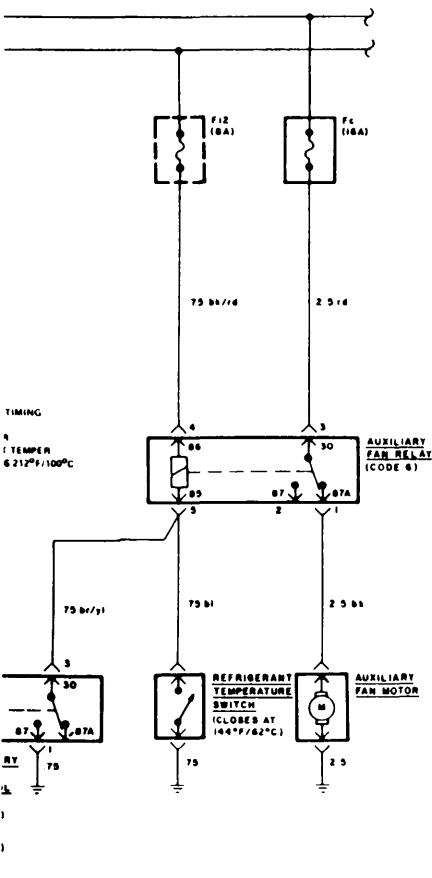 F12
(8A)
Fc
(16A)
75 bk/rd
2 5 rd
TIMING
TEMPER
212°F/100°C
4
3
86
30
AUXILIARY
FAN RELAY
(CODE 6)
85
87
87A
5
2
1
75 br/yl
75 bl
2 5 bk
3
30
REFRIGERANT
TEMPERATURE
SWITCH
(CLOSES AT
144°F/62°C)
AUXILIARY
FAN MOTOR
M
87
87A
1
75
75
2 5
RY